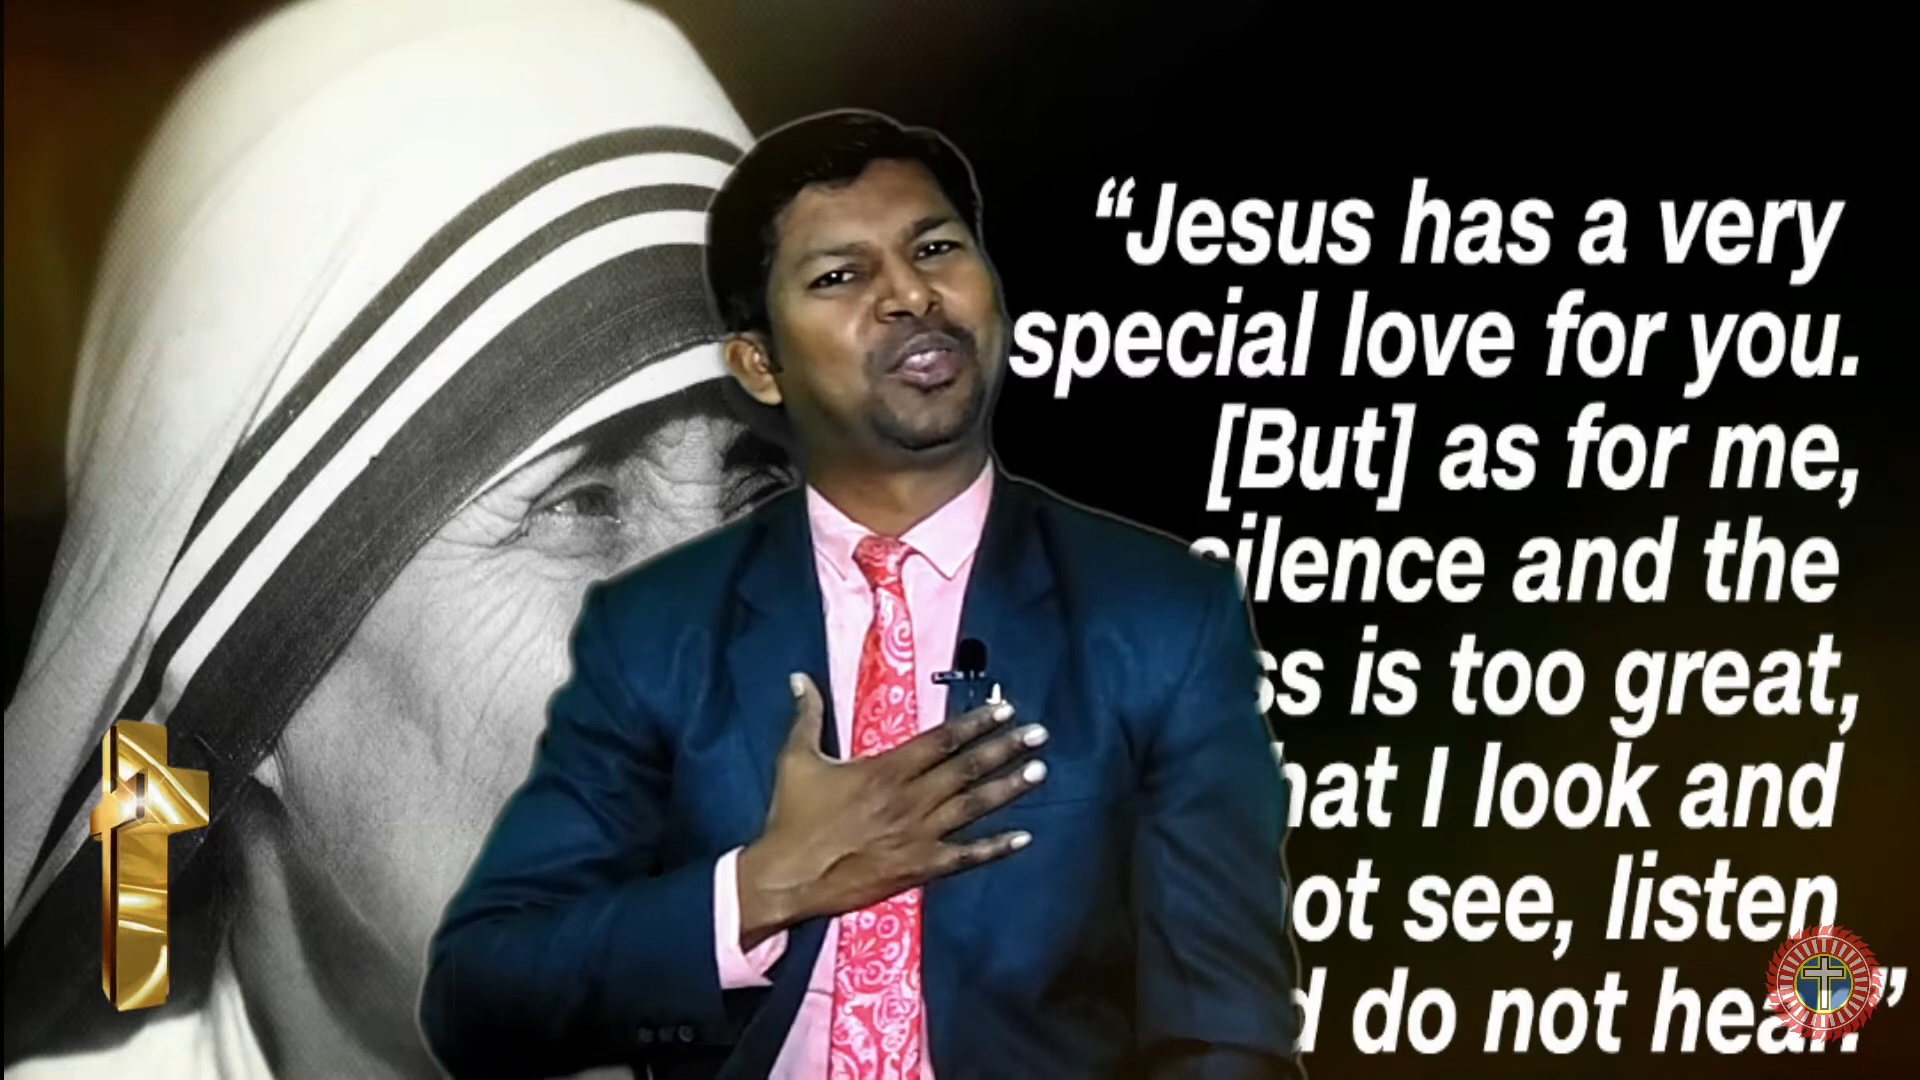 “Jesus has a very
special love for you.
[But] as for me,
silence and the
is too great,
I look and
see, listen
do not hear.”